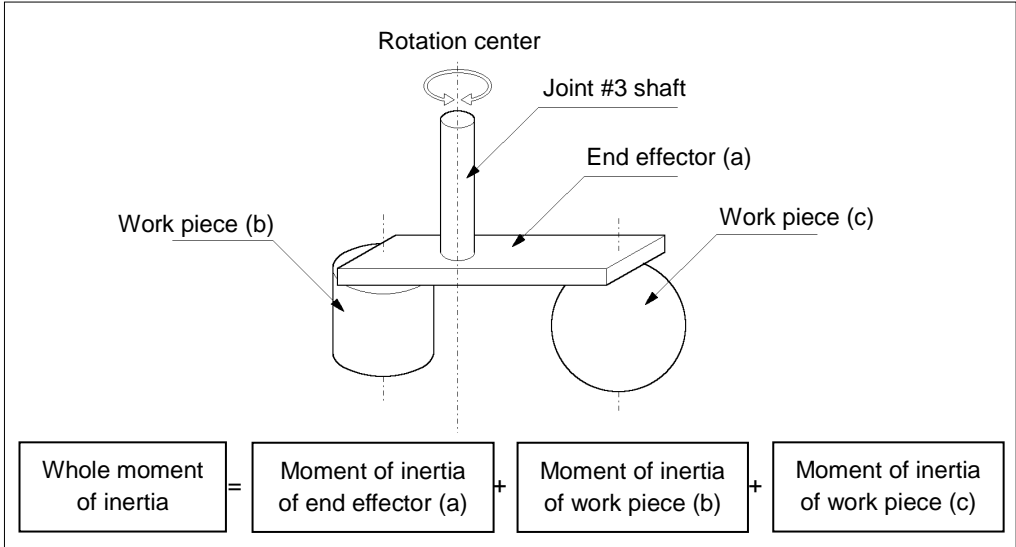 Rotation center
Joint #3 shaft
End effector (a)
Work piece (b)
Work piece (c)
Whole moment
of inertia
=
Moment of inertia
of end effector (a)
+
Moment of inertia
of work piece (b)
+
Moment of inertia
of work piece (c)